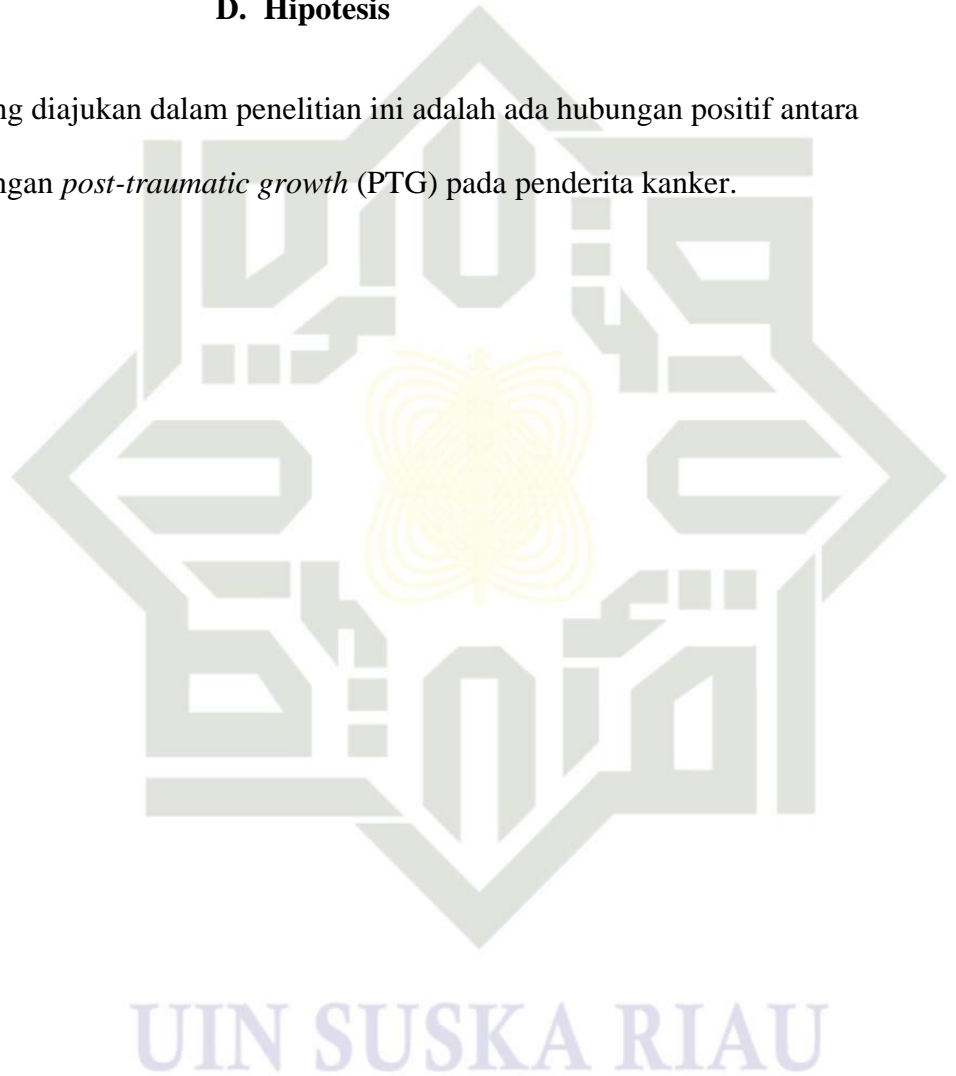 D. Hipotesis
ng diajukan dalam penelitian ini adalah ada hubungan positif antara
ngan post-traumatic growth (PTG) pada penderita kanker.
UIN SUSKA RIAU